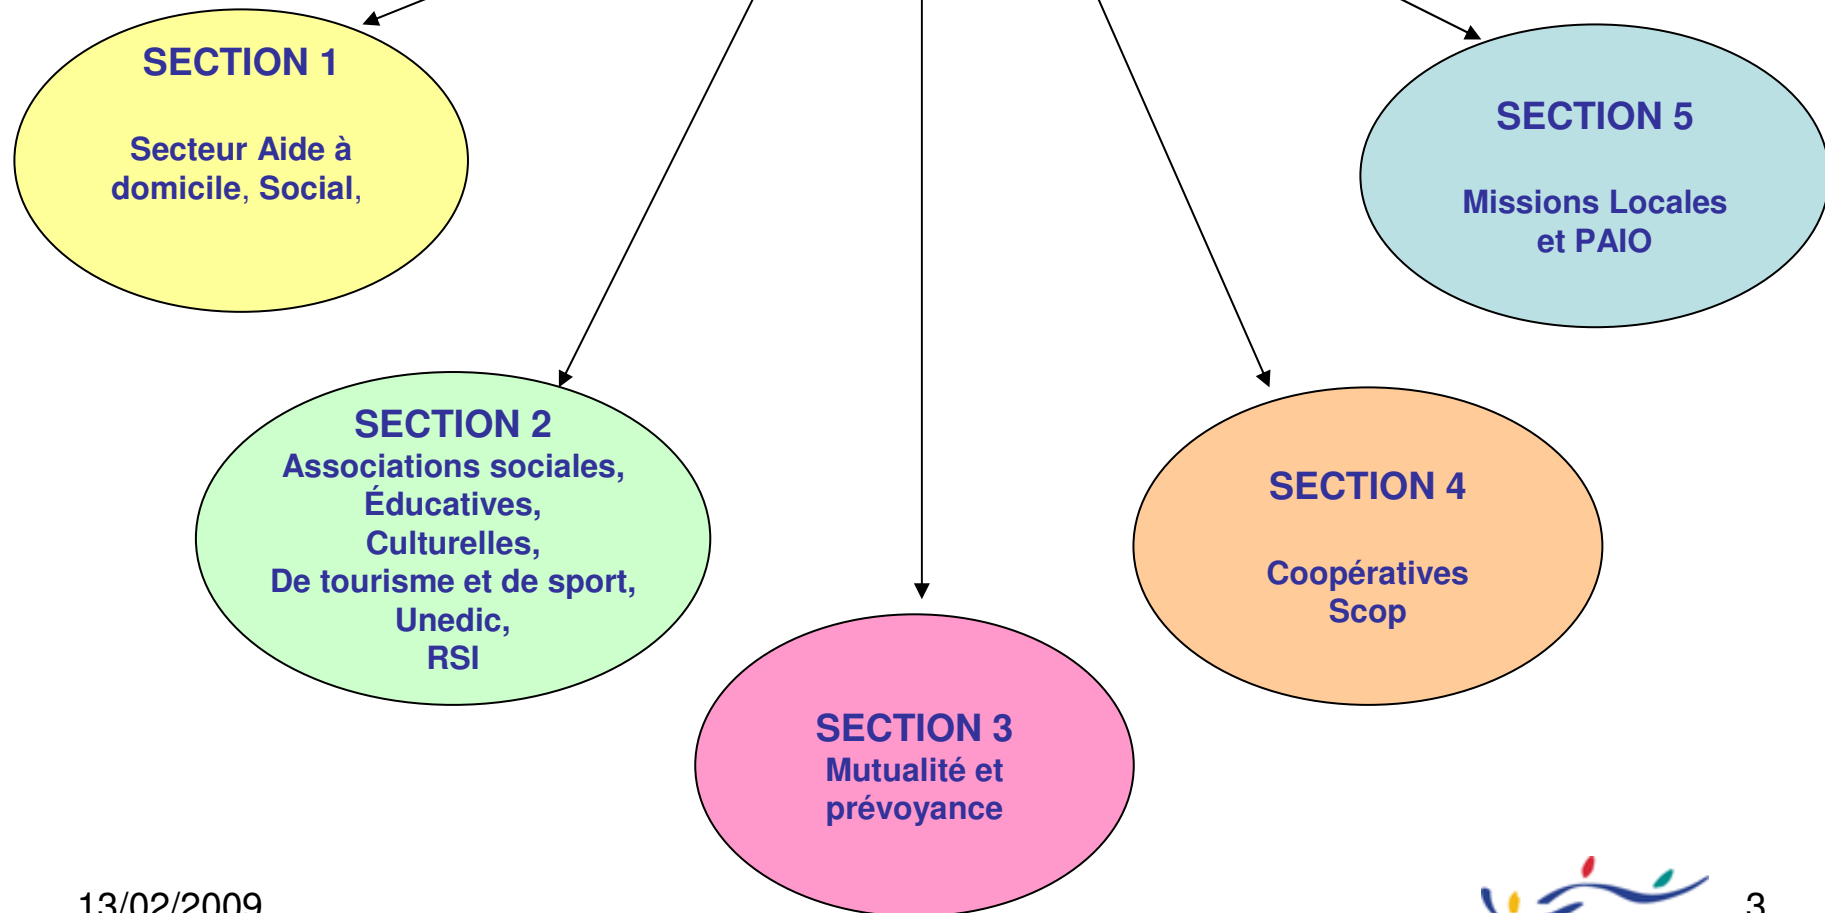 SECTION 1
Secteur Aide à
domicile, Social,
SECTION 5
Missions Locales
et PAIO
SECTION 2
Associations sociales,
Éducatives,
Culturelles,
De tourisme et de sport,
Unedic,
RSI
SECTION 4
Coopératives
Scop
SECTION 3
Mutualité et
prévoyance
13/02/2009
3